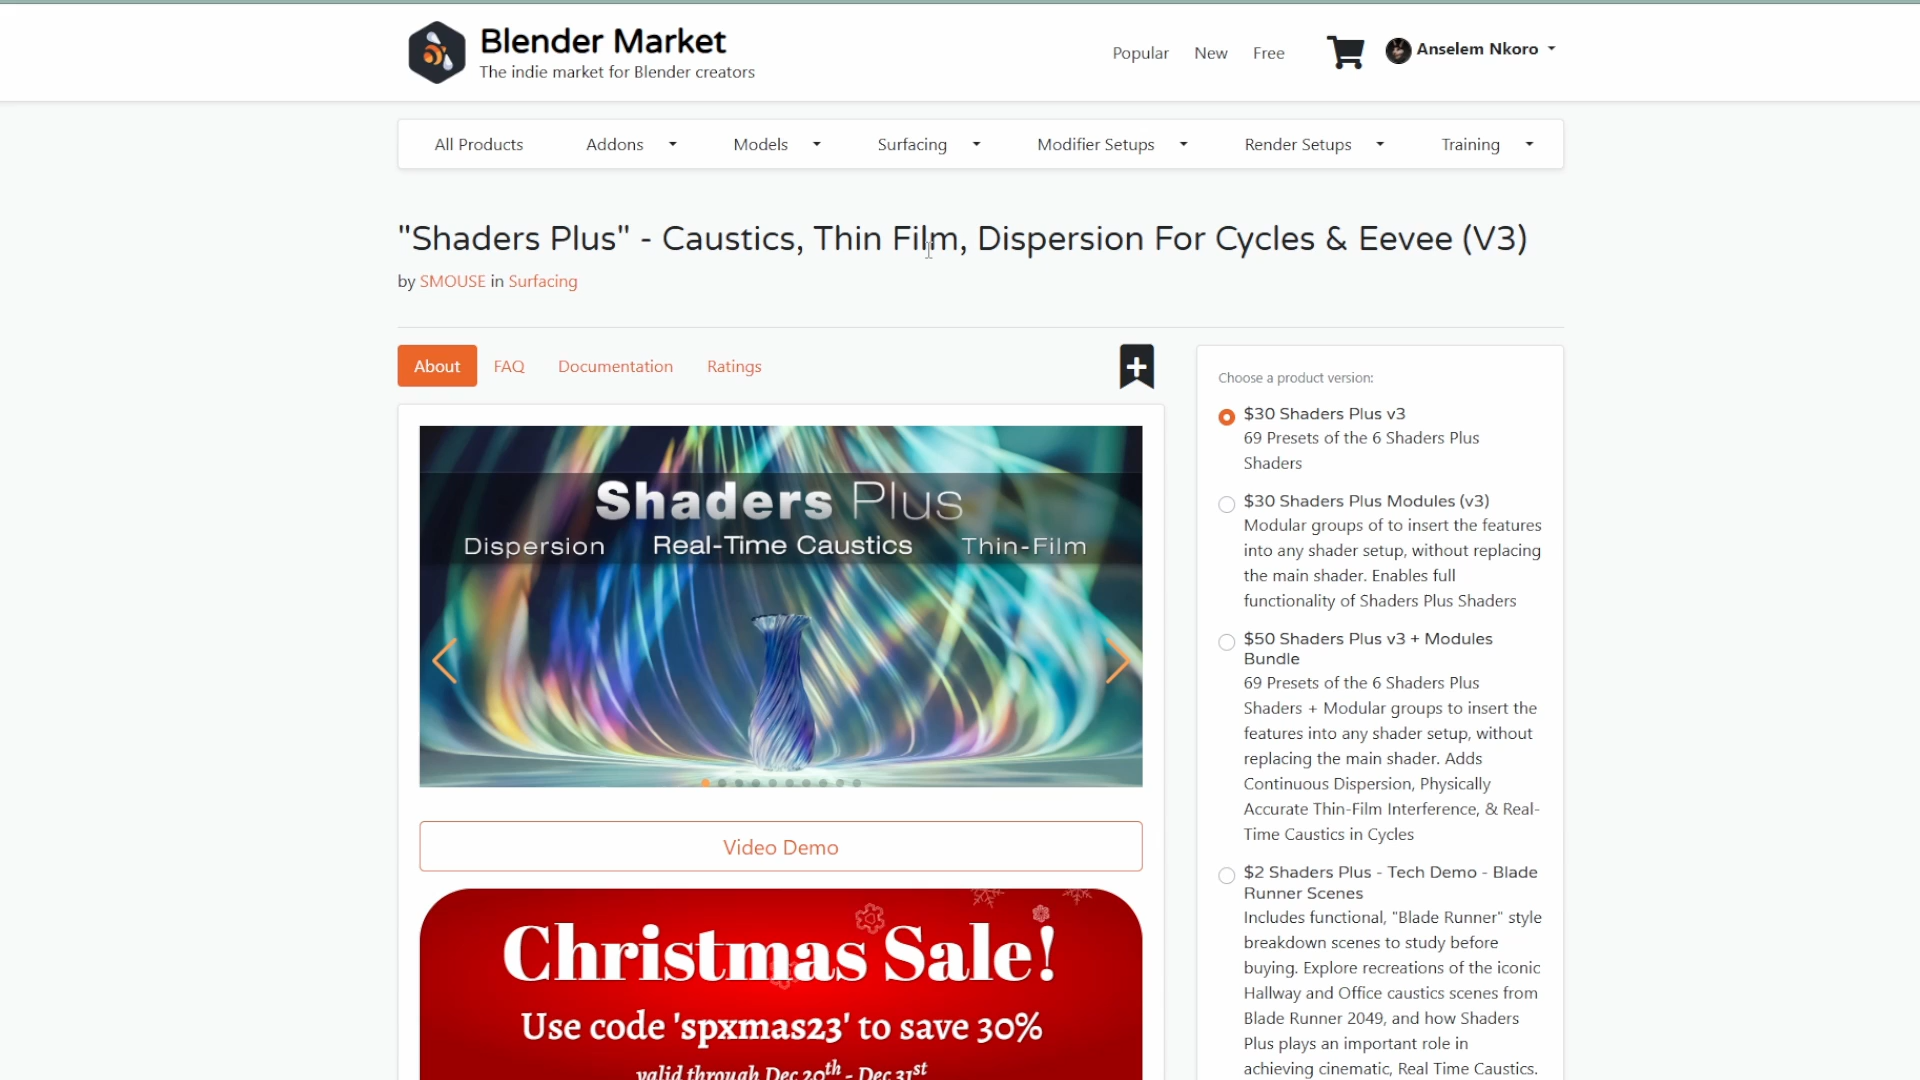 Blender Market
The indie market for Blender creators
Popular
New
Free
Anselem Nkoro
All Products
Addons
Models
Surfacing
Modifier Setups
Render Setups
Training
"Shaders Plus" - Caustics, Thin Film, Dispersion For Cycles & Eevee (V3)
by SMOUSE in Surfacing
About
FAQ
Documentation
Ratings
Shaders Plus
Dispersion
Real-Time Caustics
Thin-Film
Video Demo
Christmas Sale!
Use code 'spxmas23' to save 30%
valid through Dec 20th - Dec 31st
Choose a product version:
$30 Shaders Plus v3
69 Presets of the 6 Shaders Plus
Shaders
$30 Shaders Plus Modules (v3)
Modular groups of to insert the features
into any shader setup, without replacing
the main shader. Enables full
functionality of Shaders Plus Shaders
$50 Shaders Plus v3 + Modules
Bundle
69 Presets of the 6 Shaders Plus
Shaders + Modular groups to insert the
features into any shader setup, without
replacing the main shader. Adds
Continuous Dispersion, Physically
Accurate Thin-Film Interference, & Real-
Time Caustics in Cycles
$2 Shaders Plus - Tech Demo - Blade
Runner Scenes
Includes functional, "Blade Runner" style
breakdown scenes to study before
buying. Explore recreations of the iconic
Hallway and Office caustics scenes from
Blade Runner 2049, and how Shaders
Plus plays an important role in
achieving cinematic, Real Time Caustics.